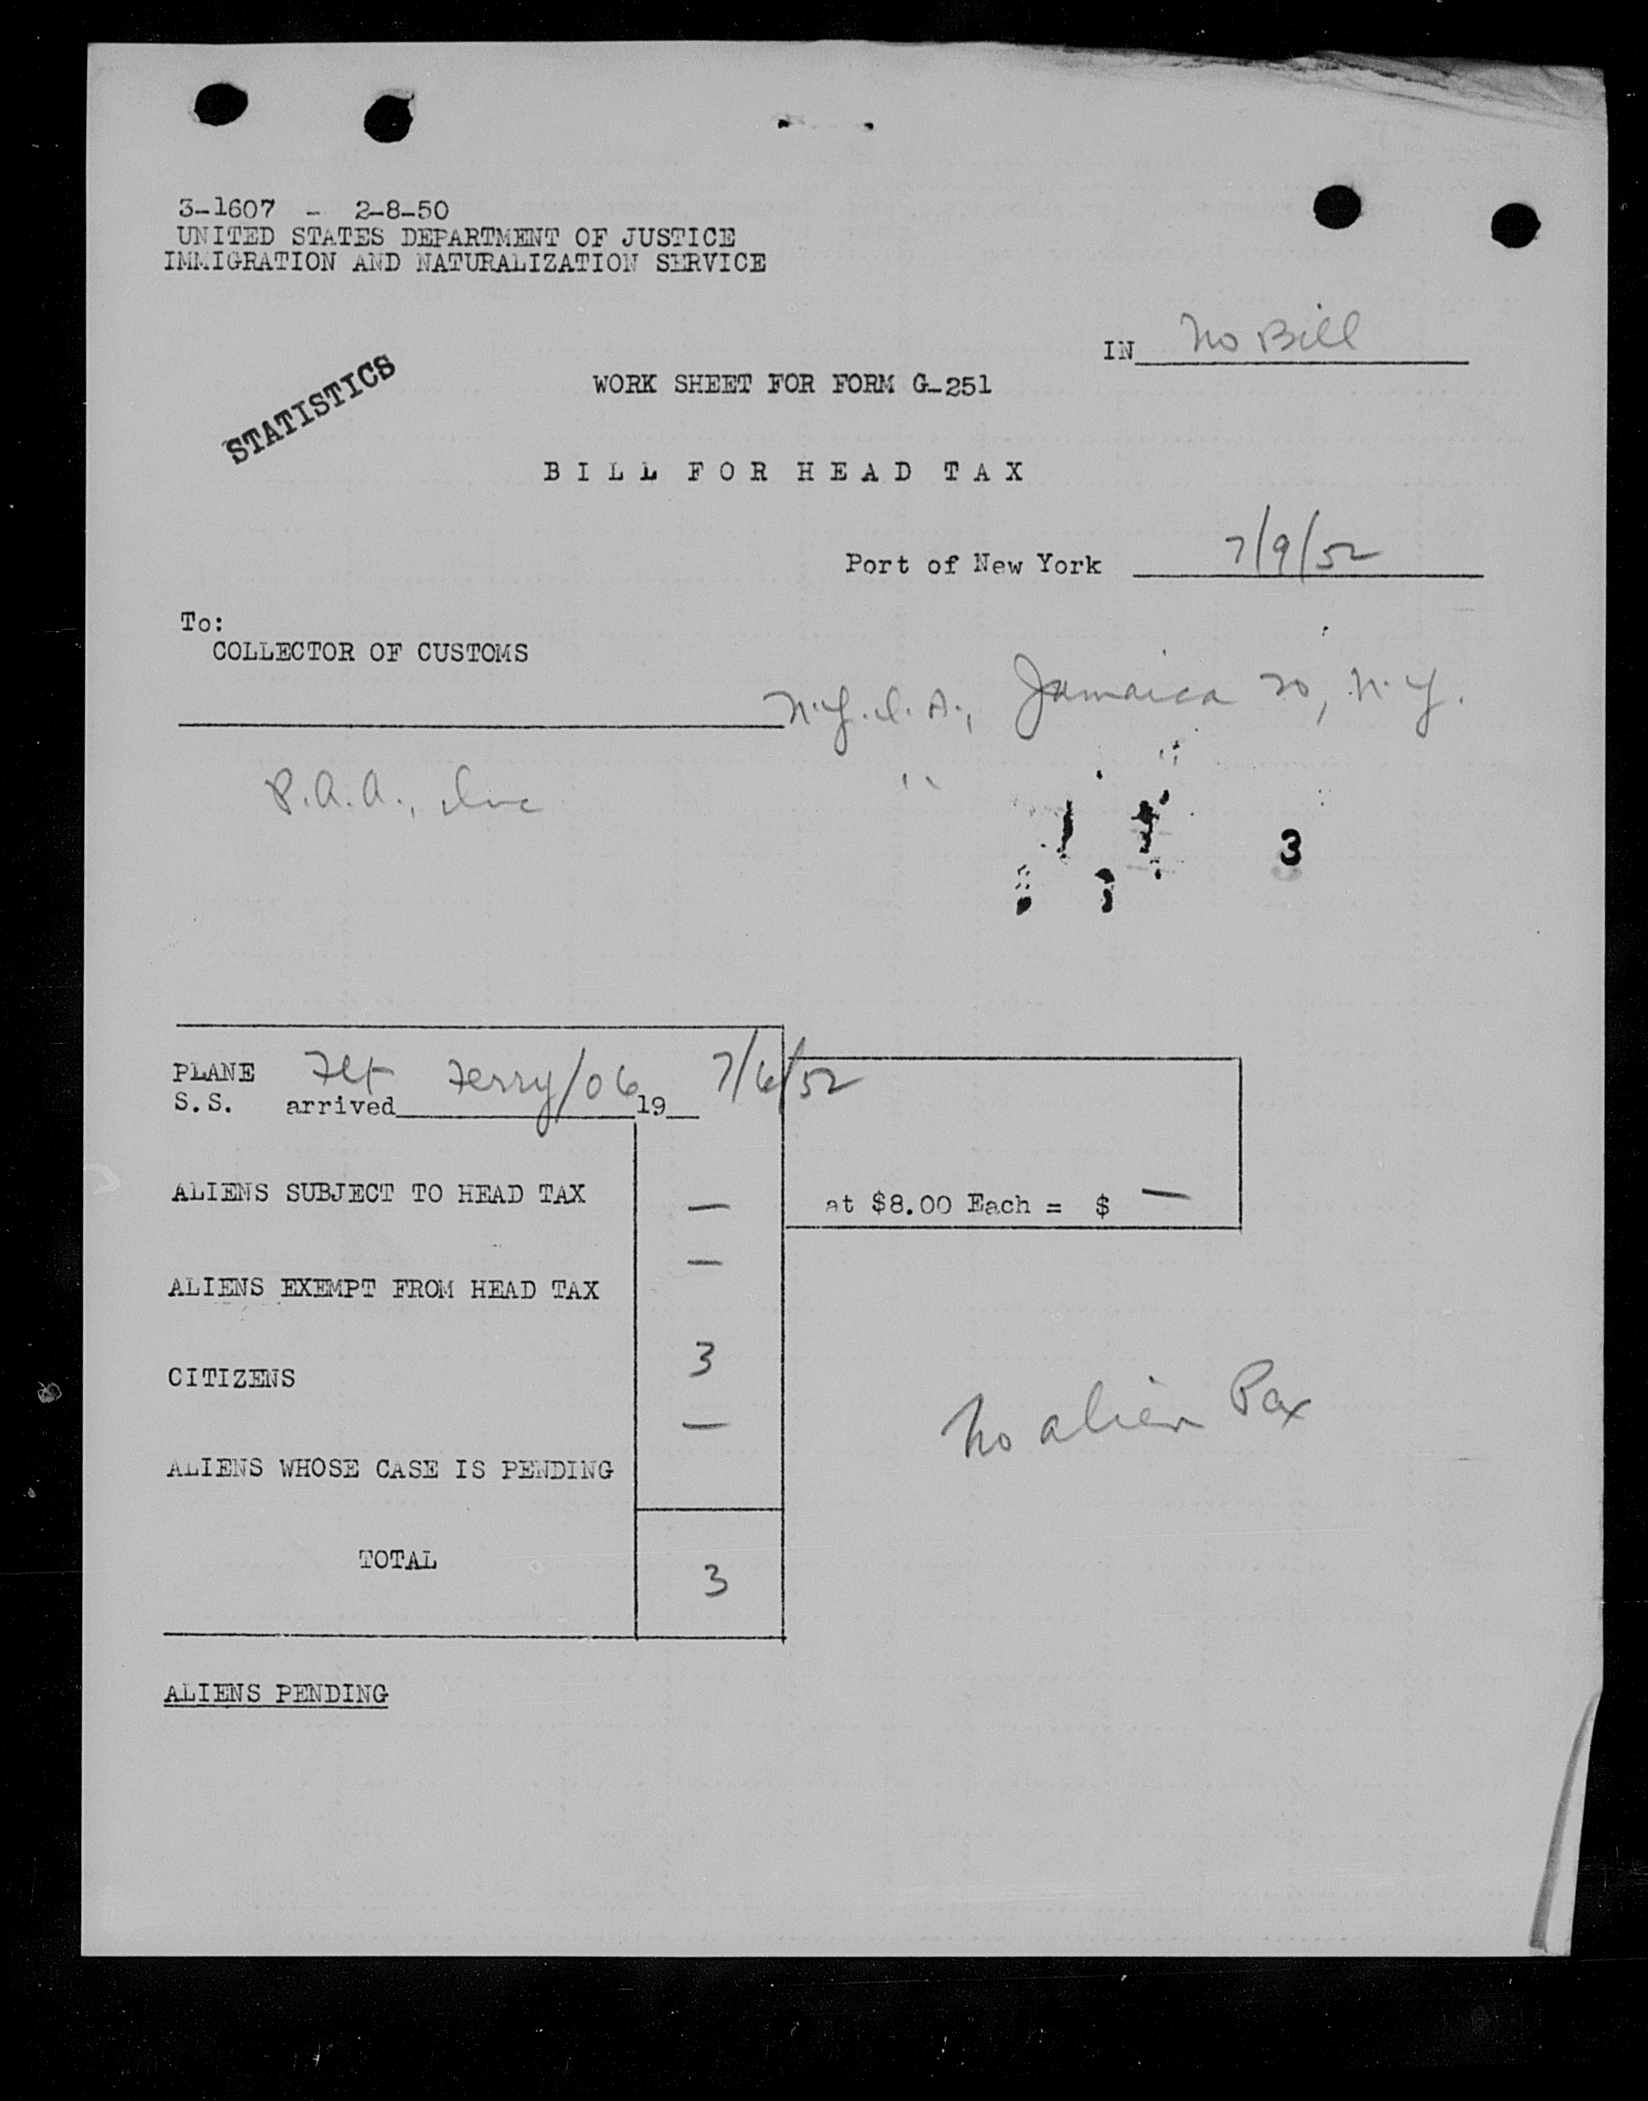 3-1607 - 2-8-50
UNITED STATES DEPARTMENT OF JUSTICE
IMMIGRATION AND NATURALIZATION SERVICE
IN No Bill
STATISTICS
WORK SHEET FOR FORM G-251
BILL FOR HEAD TAX
Port of New York 7/9/52
To:
COLLECTOR OF CUSTOMS
N.Y.I.A., Jamaica 20, N.Y.
P.A.A., Inc
3
PLANE Flt Ferry/06 7/6/52
S.S. arrived 19
ALIENS SUBJECT TO HEAD TAX — at $8.00 Each = $ —
ALIENS EXEMPT FROM HEAD TAX —
CITIZENS 3
No alien Pax
ALIENS WHOSE CASE IS PENDING —
TOTAL 3
ALIENS PENDING